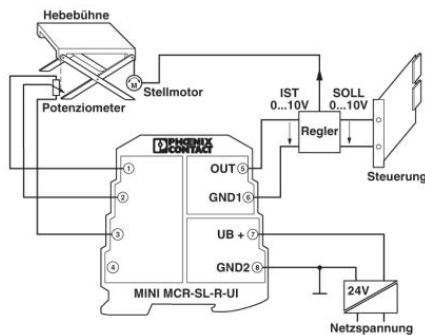 Hebebühne
M
Stellmotor
Potenziometer
IST
0...10V
SOLL
0...10V
Regler
Steuerung
PHŒNIX
CONTACT
1
OUT 5
2
GND1 6
3
UB + 7
4
GND2 8
MINI MCR-SL-R-UI
24V
Netzspannung